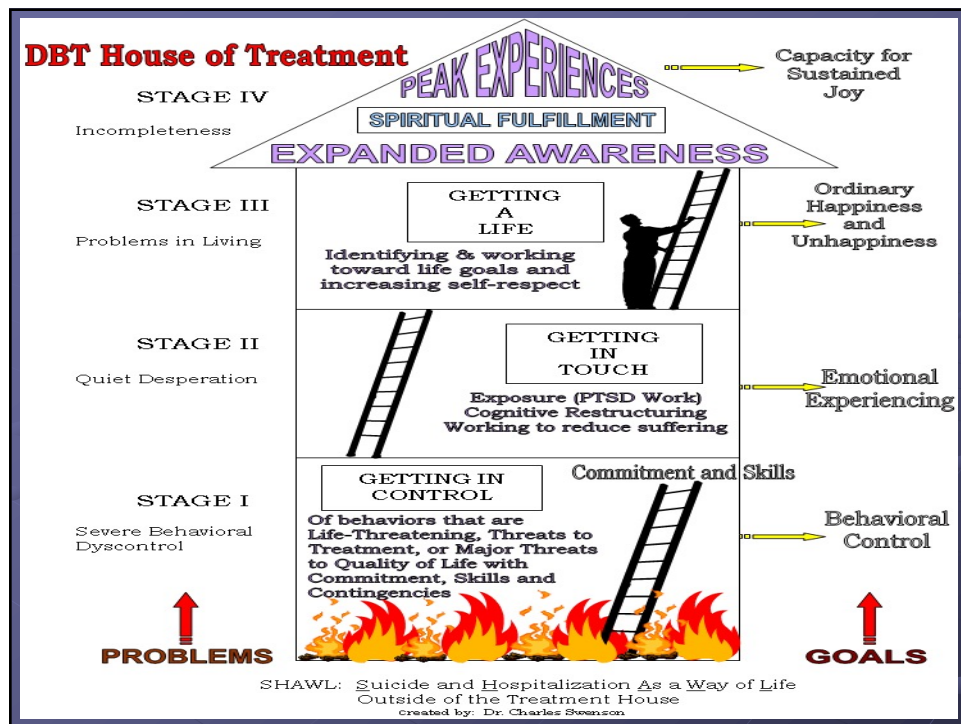 DBT House of Treatment
PEAK EXPERIENCES
Capacity for
Sustained
Joy
STAGE IV
SPIRITUAL FULFILLMENT
Incompleteness
EXPANDED AWARENESS
STAGE III
GETTING
A
LIFE
Ordinary
Happiness
and
Unhappiness
Problems in Living
Identifying & working
toward life goals and
increasing self-respect
STAGE II
GETTING
IN
TOUCH
Quiet Desperation
Emotional
Experiencing
Exposure (PTSD Work)
Cognitive Restructuring
Working to reduce suffering
GETTING IN
CONTROL
Commitment and Skills
STAGE I
Severe Behavioral
Dyscontrol
Of behaviors that are
Life-Threatening, Threats to
Treatment, or Major Threats
to Quality of Life with
Commitment, Skills and
Contingencies
Behavioral
Control
PROBLEMS
GOALS
SHAWL: Suicide and Hospitalization As a Way of Life
Outside of the Treatment House
created by: Dr. Charles Swenson